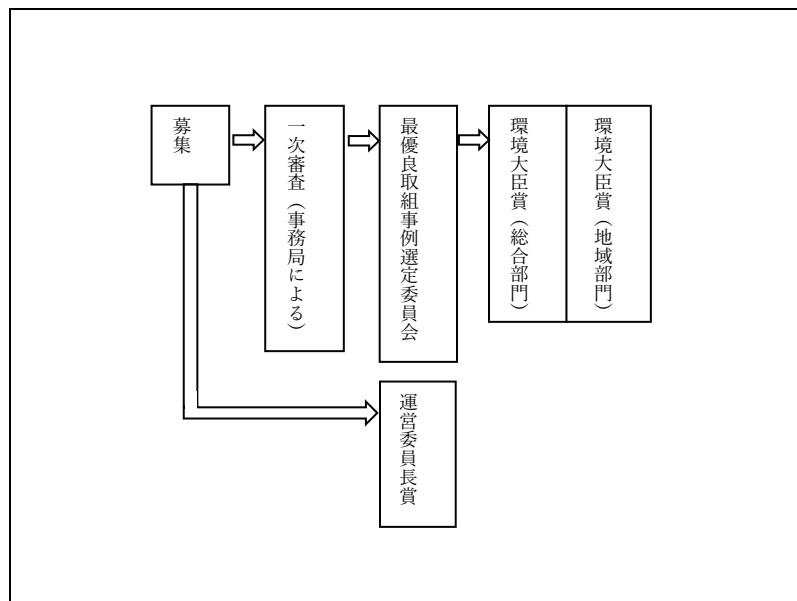 募集
一次審査（事務局による）
最優良取組事例選定委員会
環境大臣賞（総合部門）
環境大臣賞（地域部門）
運営委員長賞